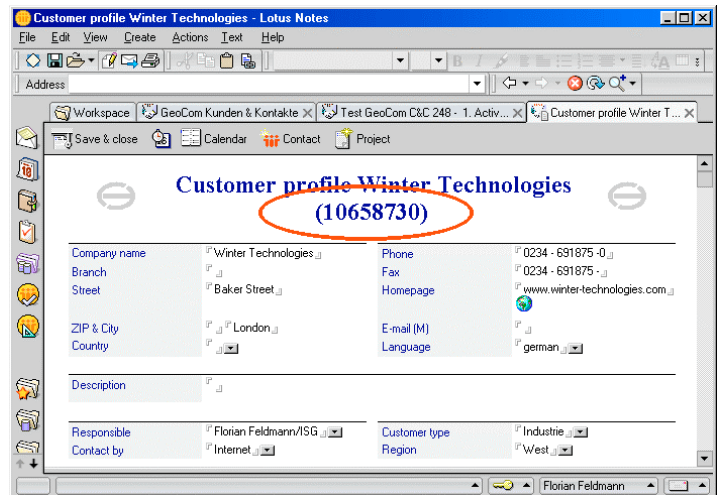 Customer profile Winter Technologies - Lotus Notes
File Edit View Create Actions Text Help
Address
Workspace GeoCom Kunden & Kontakte Test GeoCom C&C 248 - 1. Activ... Customer profile Winter T...
Save & close Calendar Contact Project
Customer profile Winter Technologies
(10658730)
Company name Winter Technologies Phone 0234 - 691875 -0
Branch Fax 0234 - 691875 -
Street Baker Street Homepage www.winter-technologies.com
ZIP & City London E-mail (M)
Country Language german
Description
Responsible Florian Feldmann/ISG Customer type Industrie
Contact by Internet Region West
Florian Feldmann